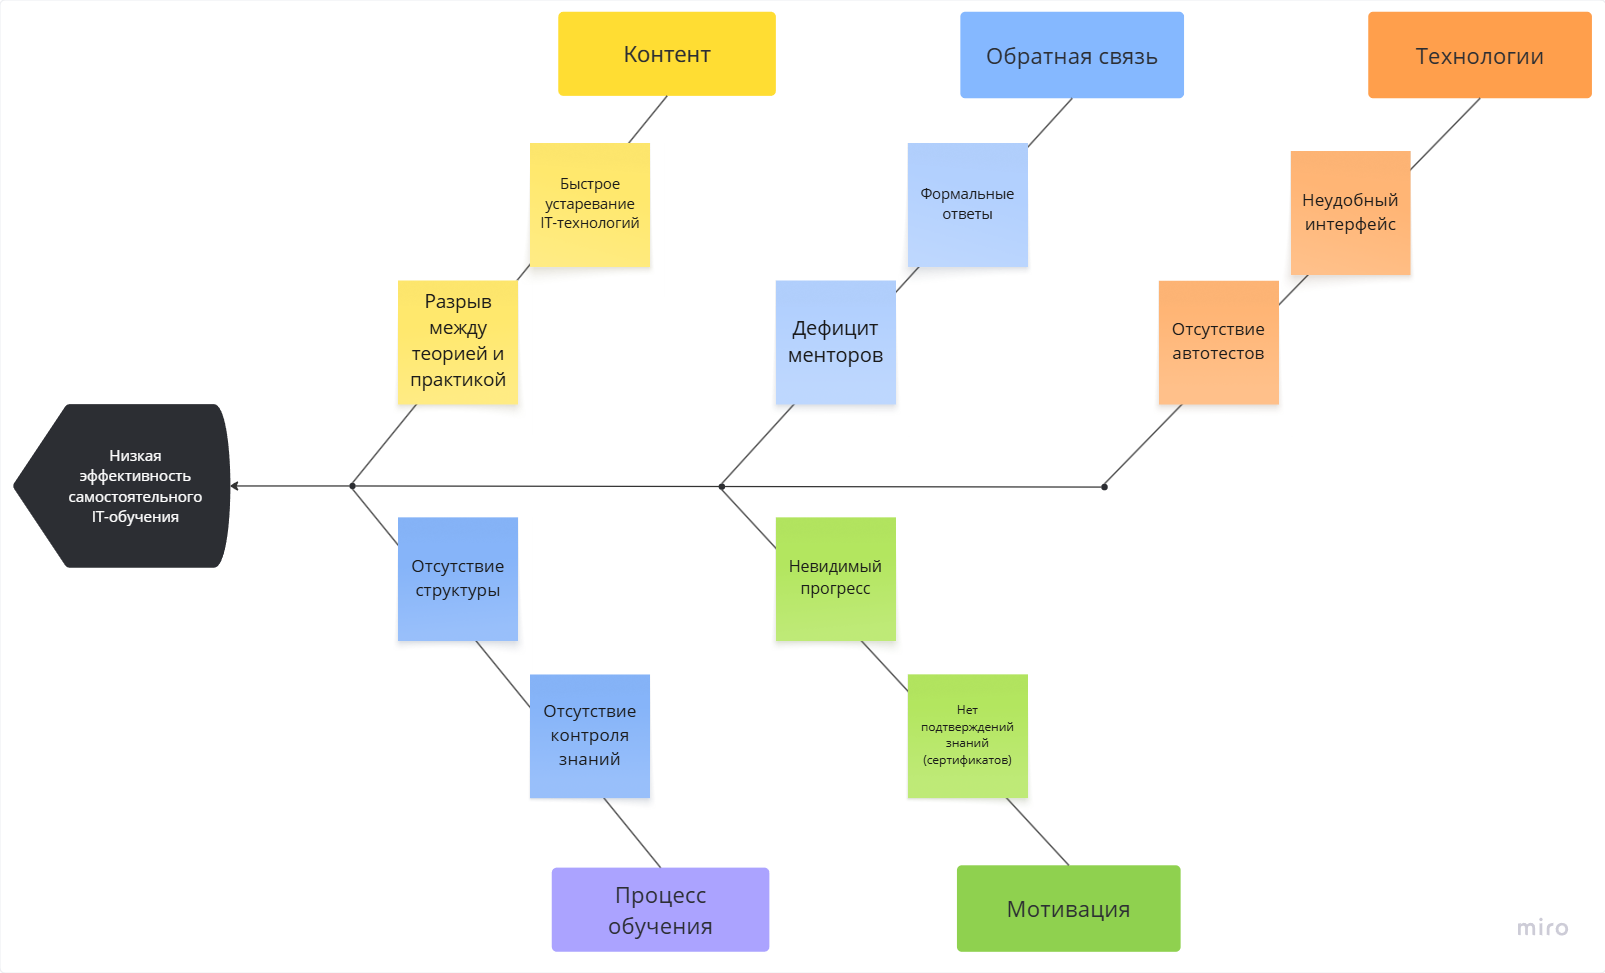 Контент
Обратная связь
Технологии
Быстрое
устаревание
IT-технологий
Формальные
ответы
Неудобный
интерфейс
Разрыв
между
теорией и
практикой
Дефицит
менторов
Отсутствие
автотестов
Низкая
эффективность
самостоятельного
IT-обучения
Отсутствие
структуры
Невидимый
прогресс
Отсутствие
контроля
знаний
Нет
подтверждений
знаний
(сертификатов)
Процесс
обучения
Мотивация
miro